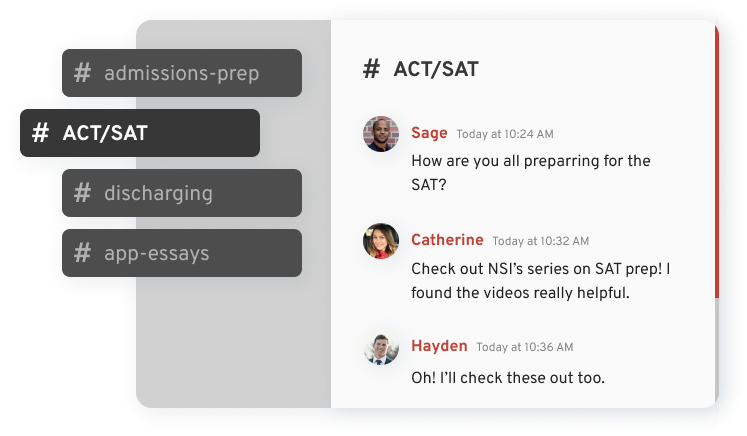 # admissions-prep
# ACT/SAT
# discharging
# app-essays
# ACT/SAT
Sage Today at 10:24 AM
How are you all preparring for the
SAT?
Catherine Today at 10:32 AM
Check out NSI’s series on SAT prep! I
found the videos really helpful.
Hayden Today at 10:36 AM
Oh! I’ll check these out too.